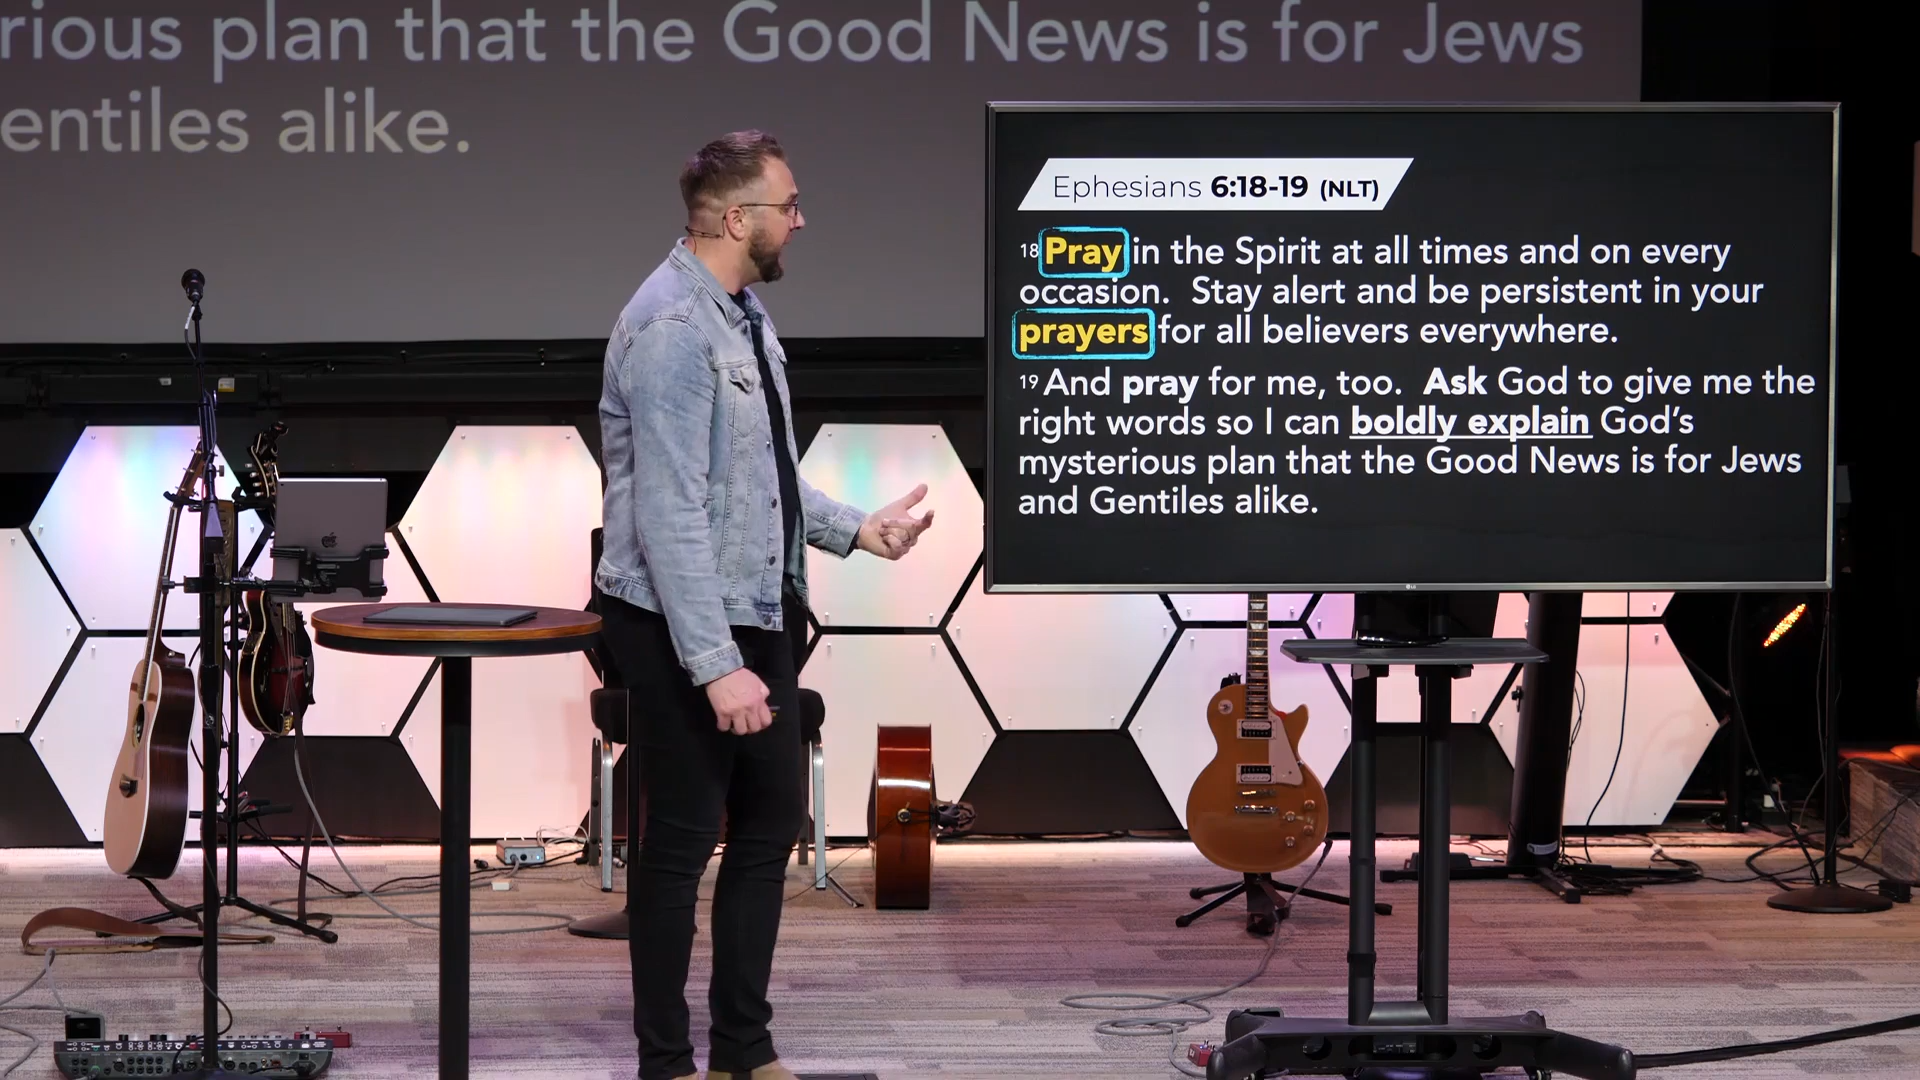 rious plan that the Good News is for Jews
entiles alike.
Ephesians 6:18-19 (NLT)
18 Pray in the Spirit at all times and on every
occasion. Stay alert and be persistent in your
prayers for all believers everywhere.
19 And pray for me, too. Ask God to give me the
right words so I can boldly explain God's
mysterious plan that the Good News is for Jews
and Gentiles alike.
LG